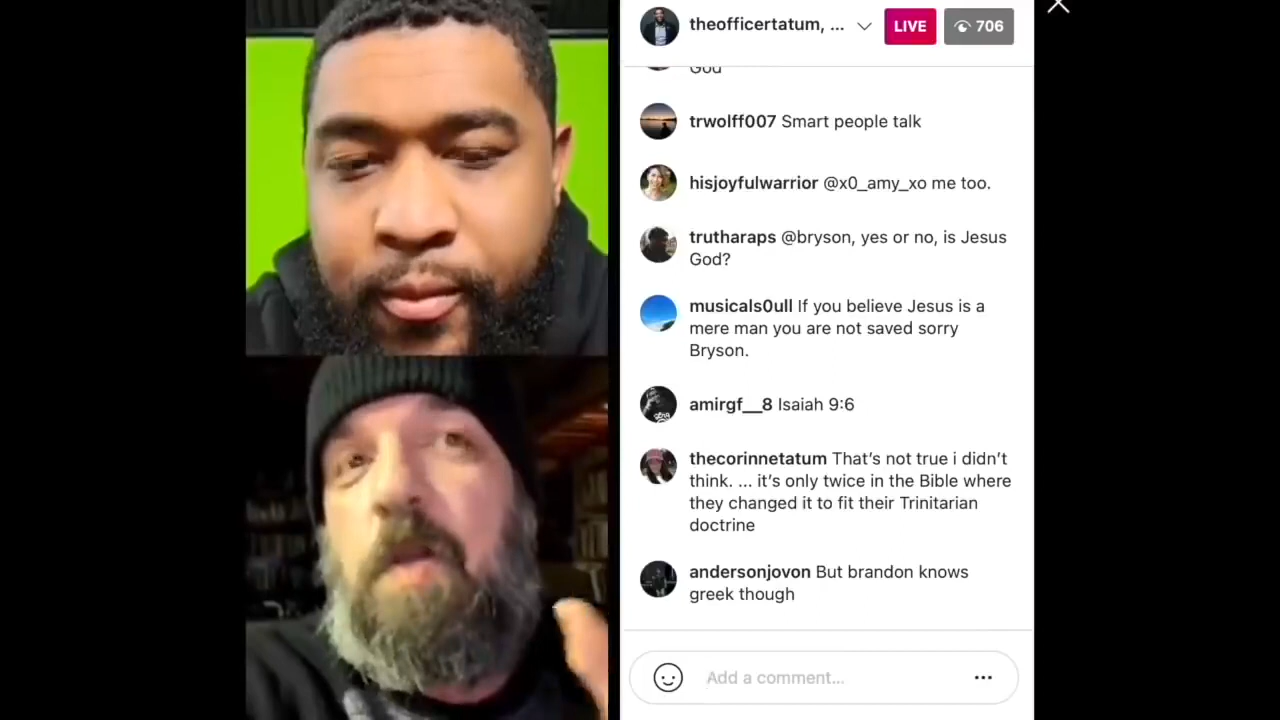 theofficertatum, ...
LIVE
706
God
trwolff007 Smart people talk
hisjoyfulwarrior @x0_amy_xo me too.
trutharaps @bryson, yes or no, is Jesus
God?
musicals0ull If you believe Jesus is a
mere man you are not saved sorry
Bryson.
amirgf__8 Isaiah 9:6
thecorinnetatum That’s not true i didn’t
think. ... it’s only twice in the Bible where
they changed it to fit their Trinitarian
doctrine
andersonjovon But brandon knows
greek though
Add a comment...